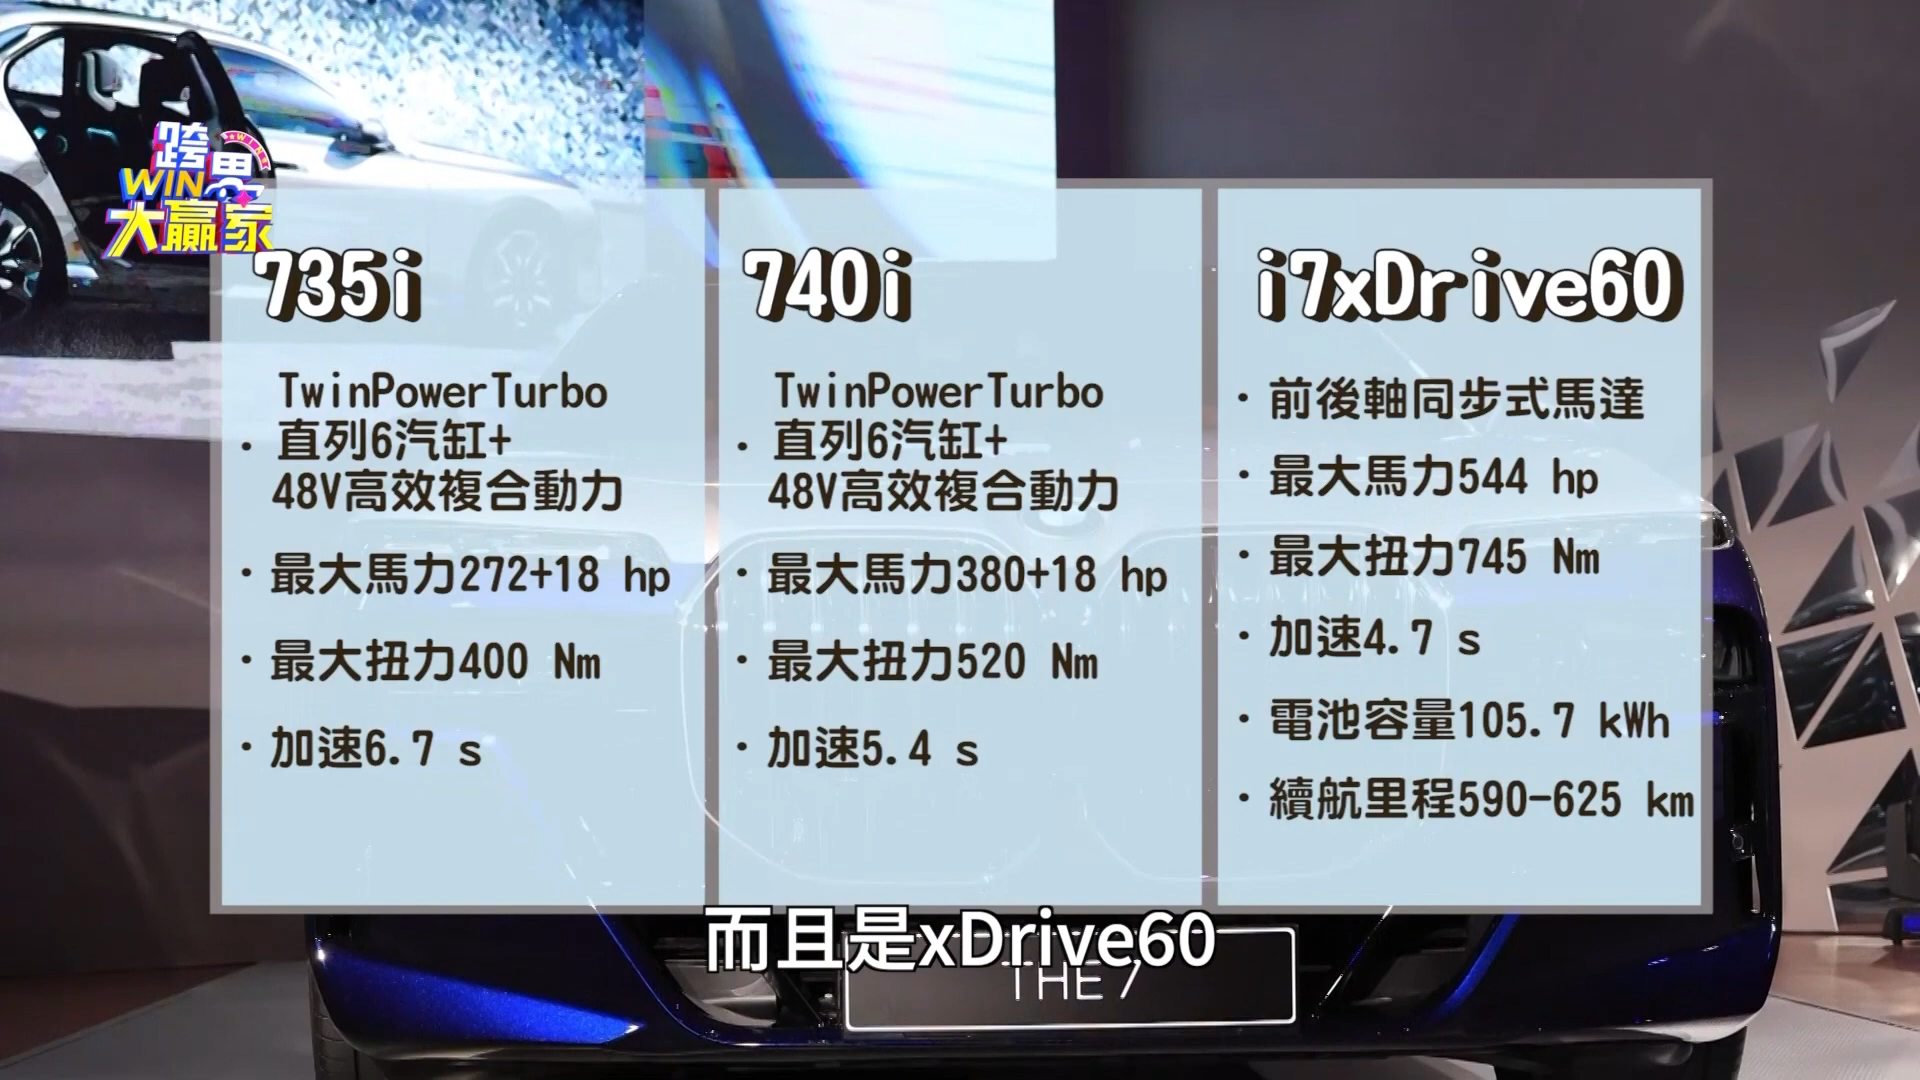 跨界
WIN
大贏家
735i
TwinPowerTurbo
· 直列6汽缸+
48V高效複合動力
· 最大馬力272+18 hp
· 最大扭力400 Nm
· 加速6.7 s
740i
TwinPowerTurbo
· 直列6汽缸+
48V高效複合動力
· 最大馬力380+18 hp
· 最大扭力520 Nm
· 加速5.4 s
i7xDrive60
· 前後軸同步式馬達
· 最大馬力544 hp
· 最大扭力745 Nm
· 加速4.7 s
· 電池容量105.7 kWh
· 續航里程590-625 km
而且是xDrive60
THE 7